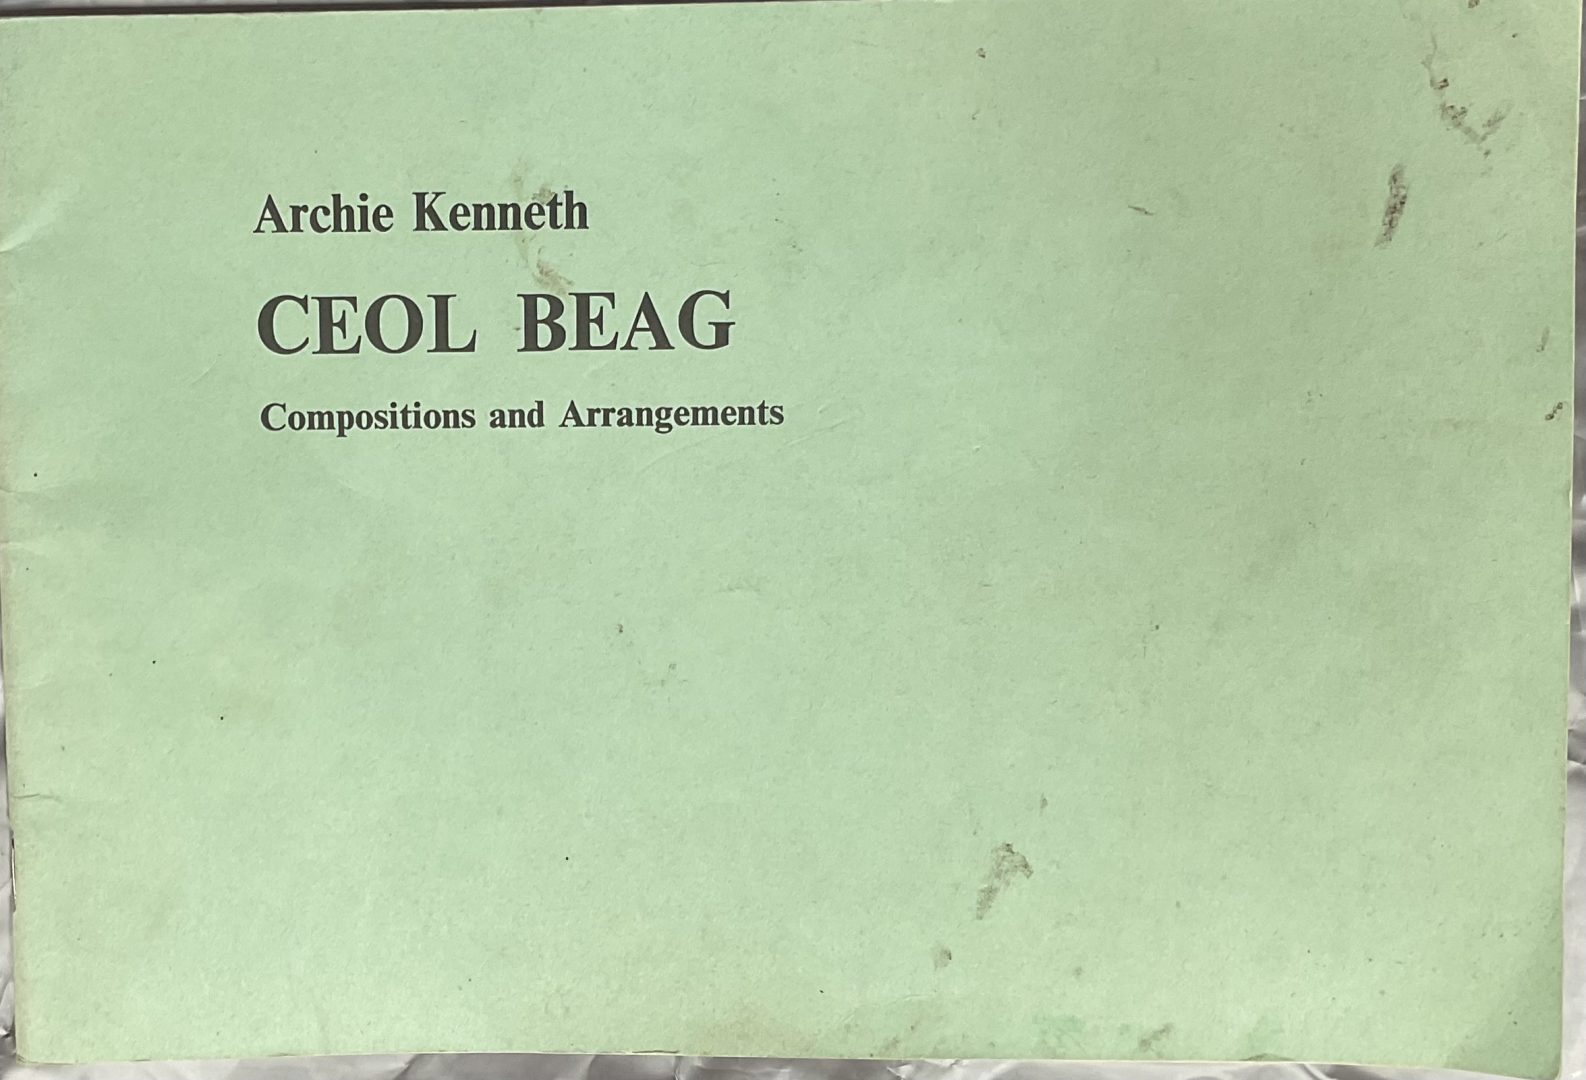 Archie Kenneth
CEOL BEAG
Compositions and Arrangements